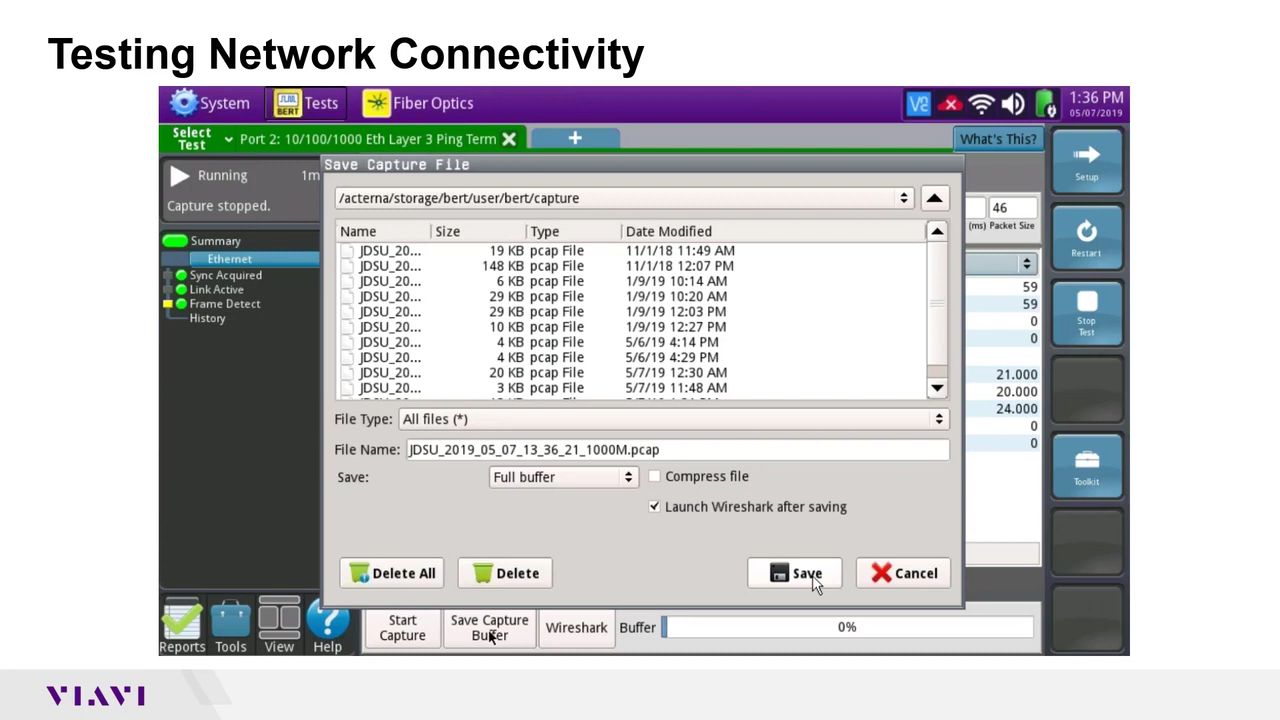 Testing Network Connectivity
System Tests Fiber Optics 1:36 PM
BERT
05/07/2019
Select Test Port 2: 10/100/1000 Eth Layer 3 Ping Term + What's This?
Save Capture File
Running 1m
Capture stopped.
/acterna/storage/bert/user/bert/capture
Name Size Type Date Modified
JDSU_20... 19 KB pcap File 11/1/18 11:49 AM
JDSU_20... 148 KB pcap File 11/1/18 12:07 PM
JDSU_20... 6 KB pcap File 1/9/19 10:14 AM
JDSU_20... 29 KB pcap File 1/9/19 10:20 AM
JDSU_20... 29 KB pcap File 1/9/19 12:03 PM
JDSU_20... 10 KB pcap File 1/9/19 12:27 PM
JDSU_20... 4 KB pcap File 5/6/19 4:14 PM
JDSU_20... 4 KB pcap File 5/6/19 4:29 PM
JDSU_20... 20 KB pcap File 5/7/19 12:30 AM
JDSU_20... 3 KB pcap File 5/7/19 11:48 AM
File Type: All files (*)
File Name: JDSU_2019_05_07_13_36_21_1000M.pcap
Save: Full buffer Compress file
Launch Wireshark after saving
Delete All Delete Save Cancel
Summary
Ethernet
Sync Acquired
Link Active
Frame Detect
History
46
(ms) Packet Size
59
59
0
0
21.000
20.000
24.000
0
0
Setup
Restart
Stop
Test
Toolkit
Reports Tools View Help
Start
Capture
Save Capture
Buffer
Wireshark
Buffer 0%
VIAVI